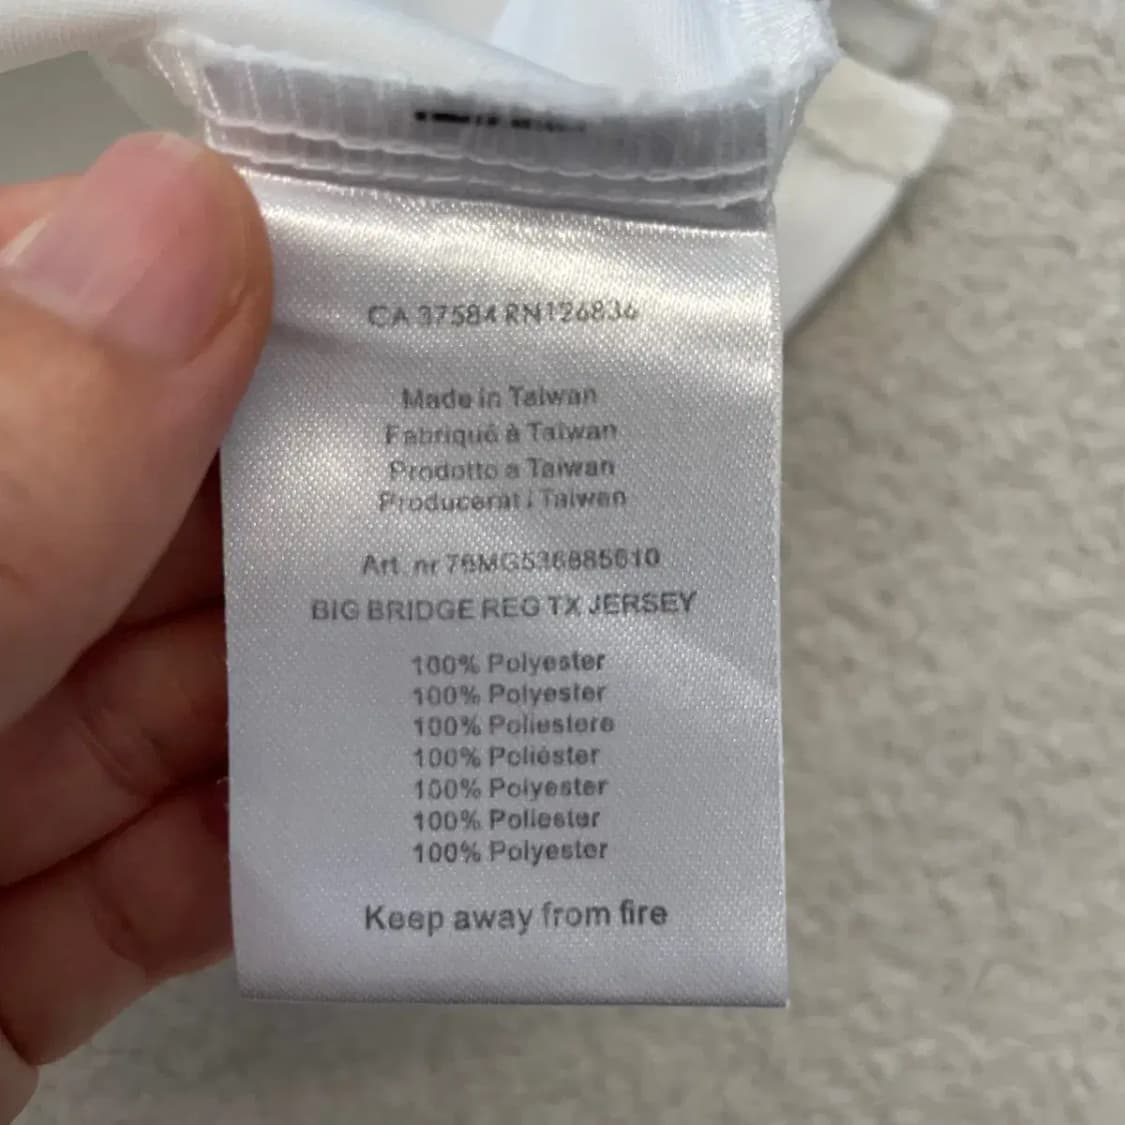 CA 37584 RN126836
Made in Taiwan
Fabriqué à Taiwan
Prodotto a Taiwan
Producerat i Taiwan
Art. nr 76MG536885610
BIG BRIDGE REG TX JERSEY
100% Polyester
100% Polyester
100% Poliestere
100% Poliéster
100% Polyester
100% Poliester
100% Polyester
Keep away from fire